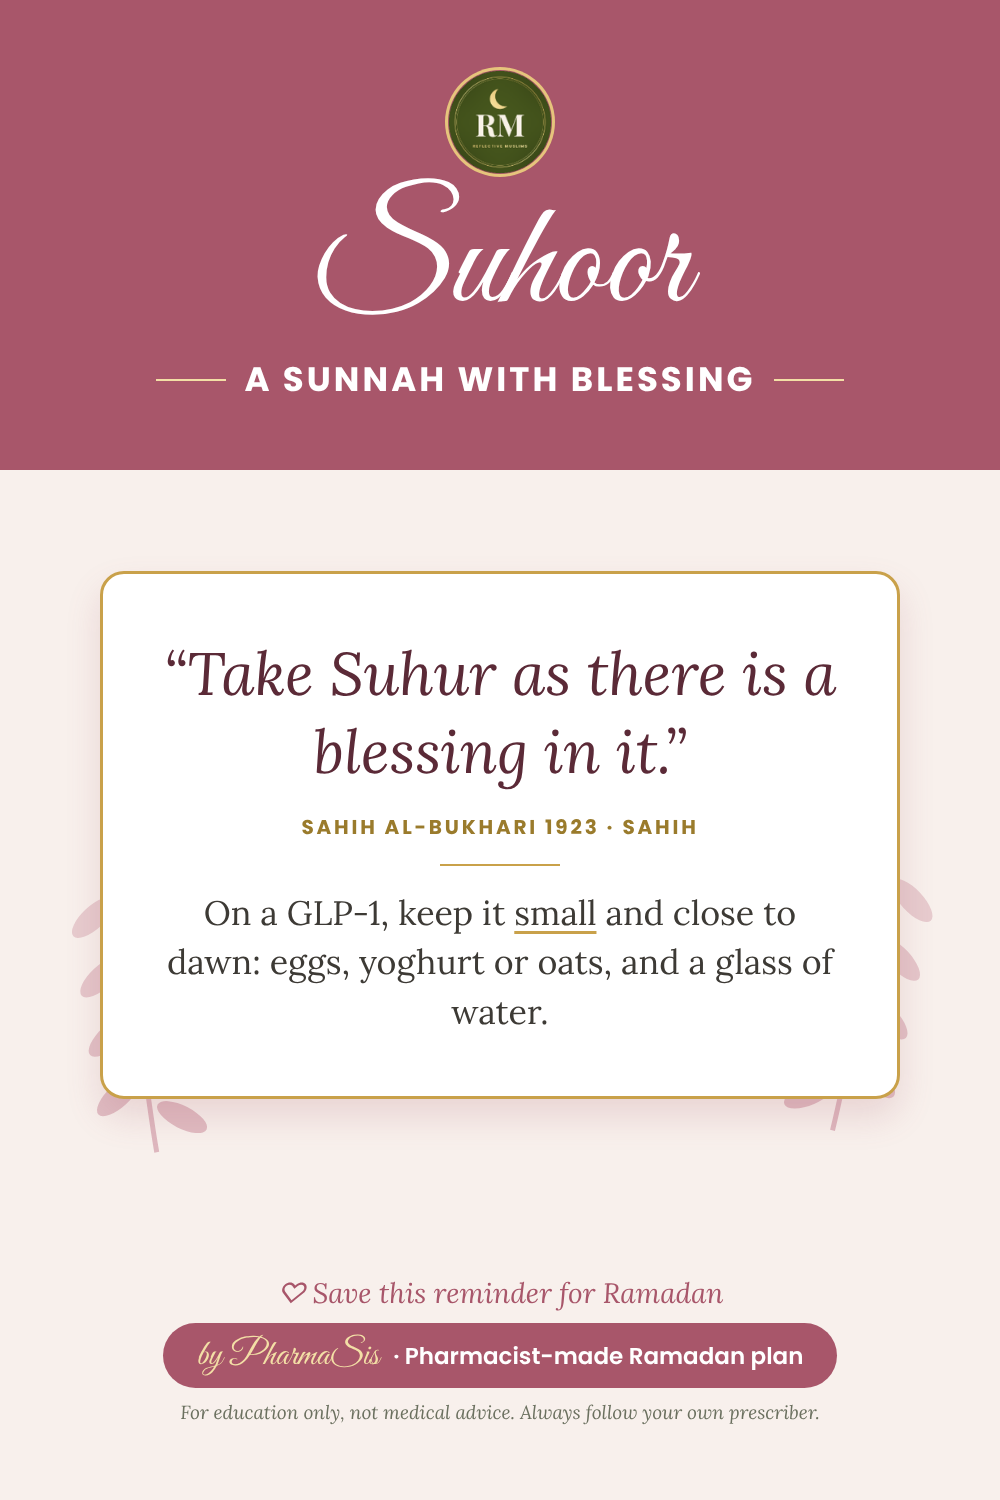 RM
REFLECTIVE MUSLIMS
Suhoor
A SUNNAH WITH BLESSING
“Take Suhur as there is a
blessing in it.”
SAHIH AL-BUKHARI 1923 · SAHIH
On a GLP-1, keep it small and close to
dawn: eggs, yoghurt or oats, and a glass of
water.
♡ Save this reminder for Ramadan
by PharmaSis · Pharmacist-made Ramadan plan
For education only, not medical advice. Always follow your own prescriber.